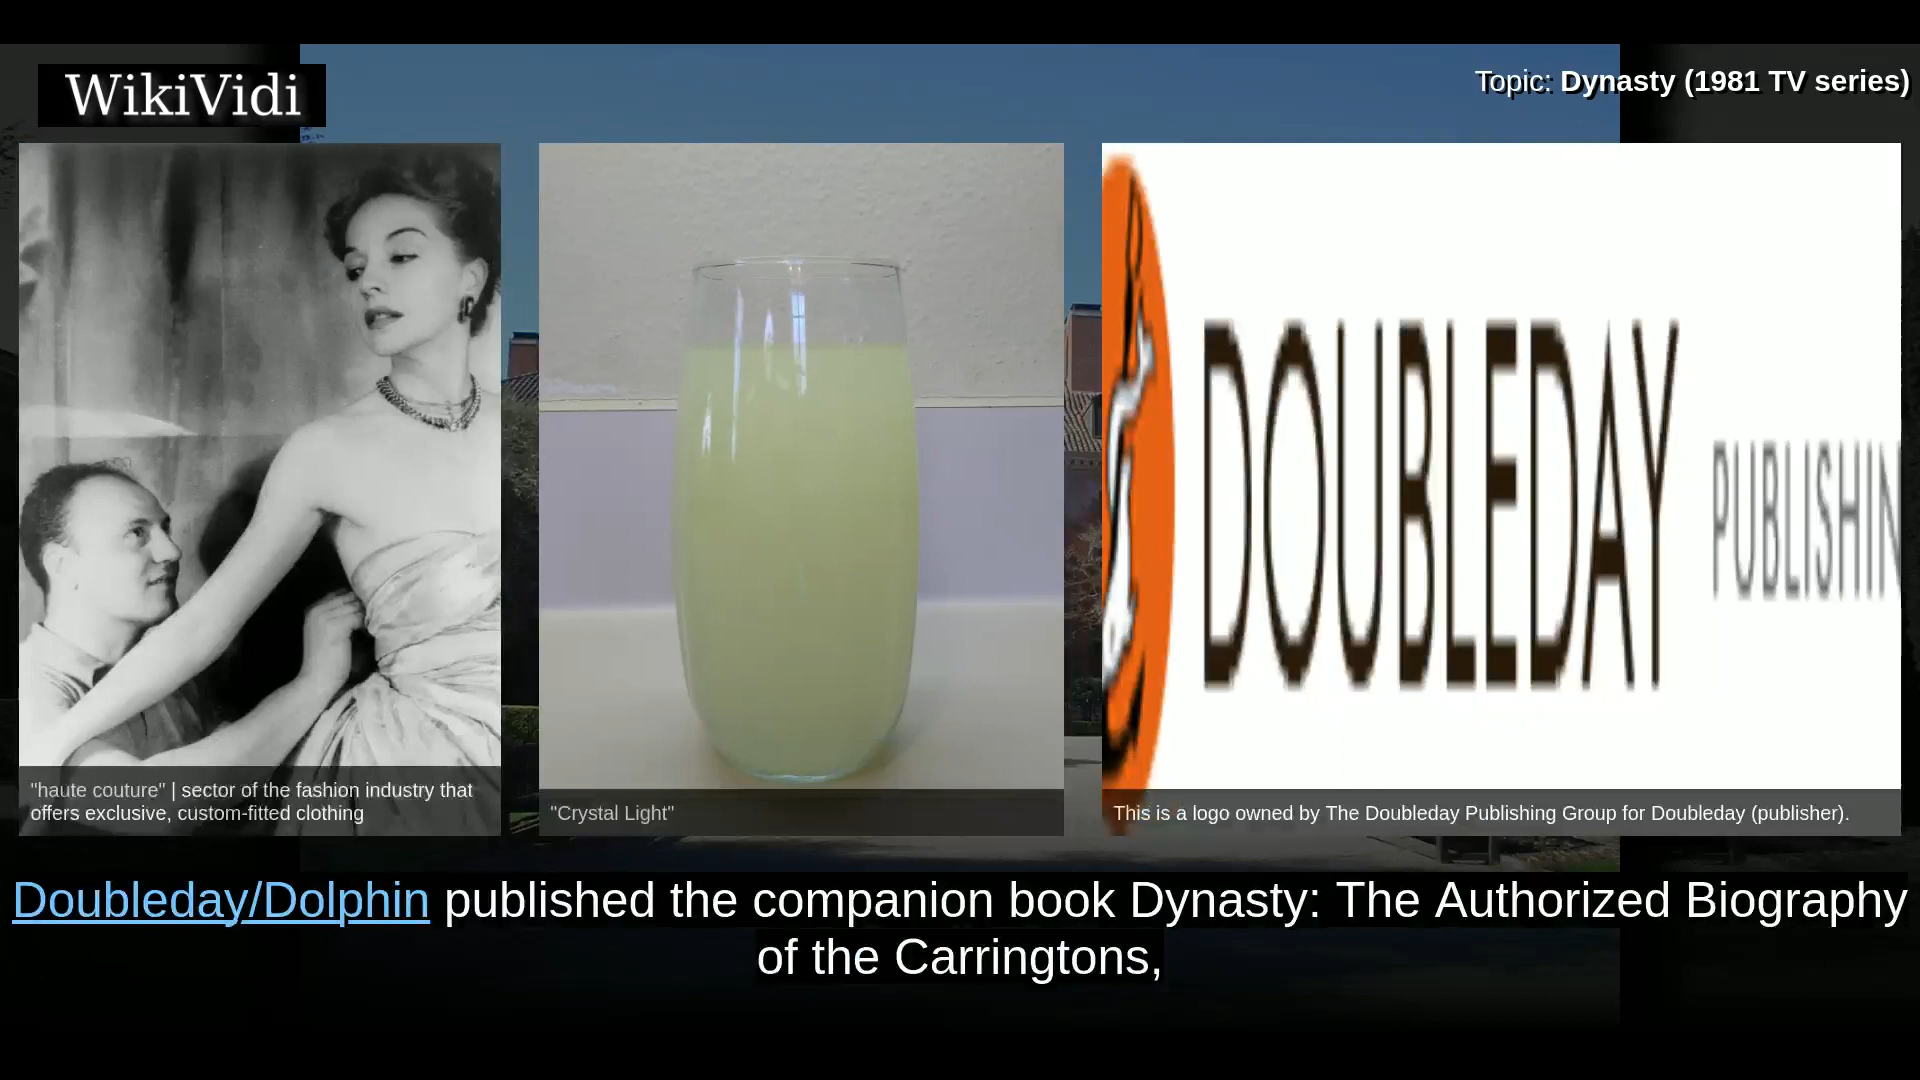 WikiVidi
Topic: Dynasty (1981 TV series)
DOUBLEDAY
PUBLISHIN
"haute couture" | sector of the fashion industry that
offers exclusive, custom-fitted clothing
"Crystal Light"
This is a logo owned by The Doubleday Publishing Group for Doubleday (publisher).
Doubleday/Dolphin published the companion book Dynasty: The Authorized Biography
of the Carringtons,